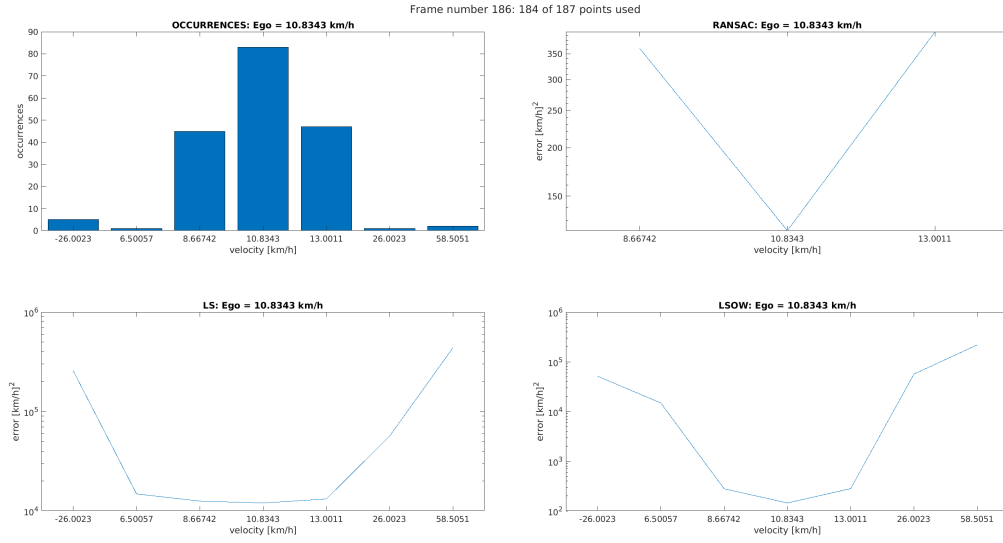 Frame number 186: 184 of 187 points used
OCCURRENCES: Ego = 10.8343 km/h
90
80
70
60
50
40
30
20
10
0
occurrences
-26.0023 6.50057 8.66742 10.8343 13.0011 26.0023 58.5051
velocity [km/h]
RANSAC: Ego = 10.8343 km/h
350
300
250
200
150
error [km/h]²
8.66742 10.8343 13.0011
velocity [km/h]
LS: Ego = 10.8343 km/h
10⁶
10⁵
10⁴
error [km/h]²
-26.0023 6.50057 8.66742 10.8343 13.0011 26.0023 58.5051
velocity [km/h]
LSOW: Ego = 10.8343 km/h
10⁶
10⁵
10⁴
10³
10²
error [km/h]²
-26.0023 6.50057 8.66742 10.8343 13.0011 26.0023 58.5051
velocity [km/h]